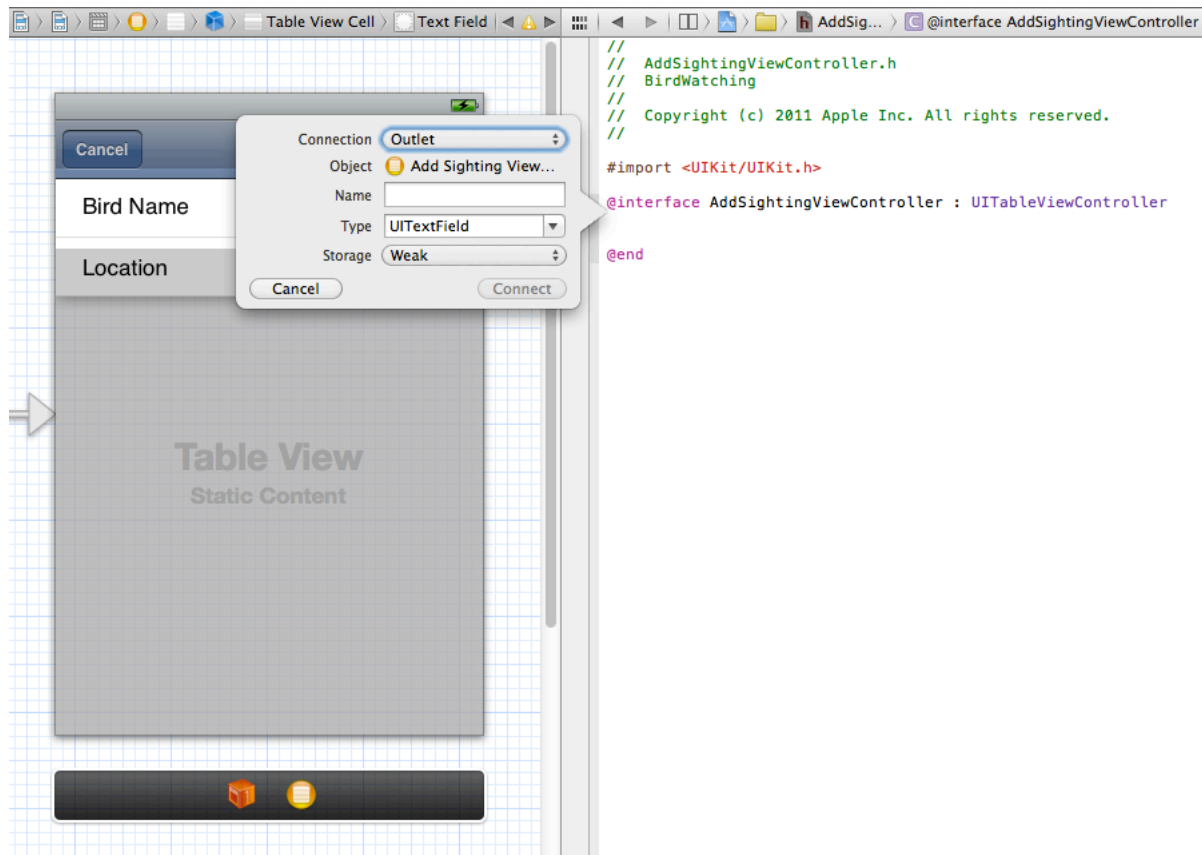 Table View Cell
Text Field
AddSig...
@interface AddSightingViewController
Cancel
Bird Name
Location
Table View
Static Content
Connection Outlet
Object Add Sighting View...
Name
Type UITextField
Storage Weak
Cancel Connect
//
// AddSightingViewController.h
// BirdWatching
//
// Copyright (c) 2011 Apple Inc. All rights reserved.
//
#import <UIKit/UIKit.h>
@interface AddSightingViewController : UITableViewController
@end